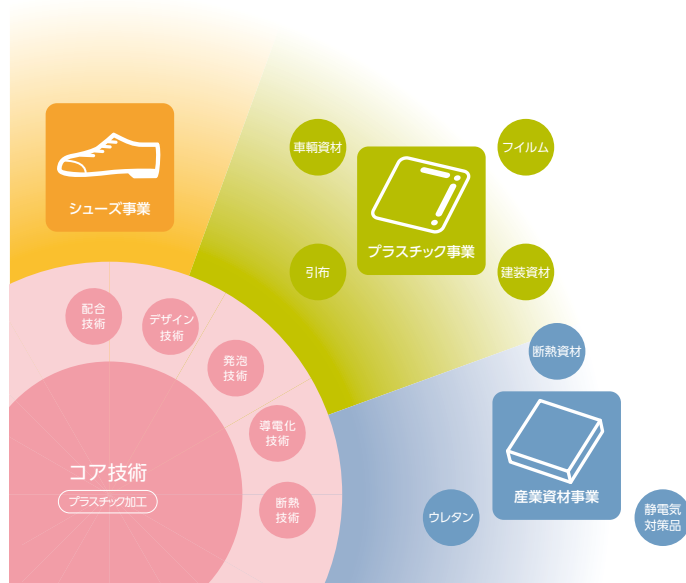 シューズ事業
車輌資材
フイルム
プラスチック事業
引布
建装資材
断熱資材
産業資材事業
ウレタン
静電気
対策品
配合
技術
デザイン
技術
発泡
技術
導電化
技術
断熱
技術
コア技術
プラスチック加工